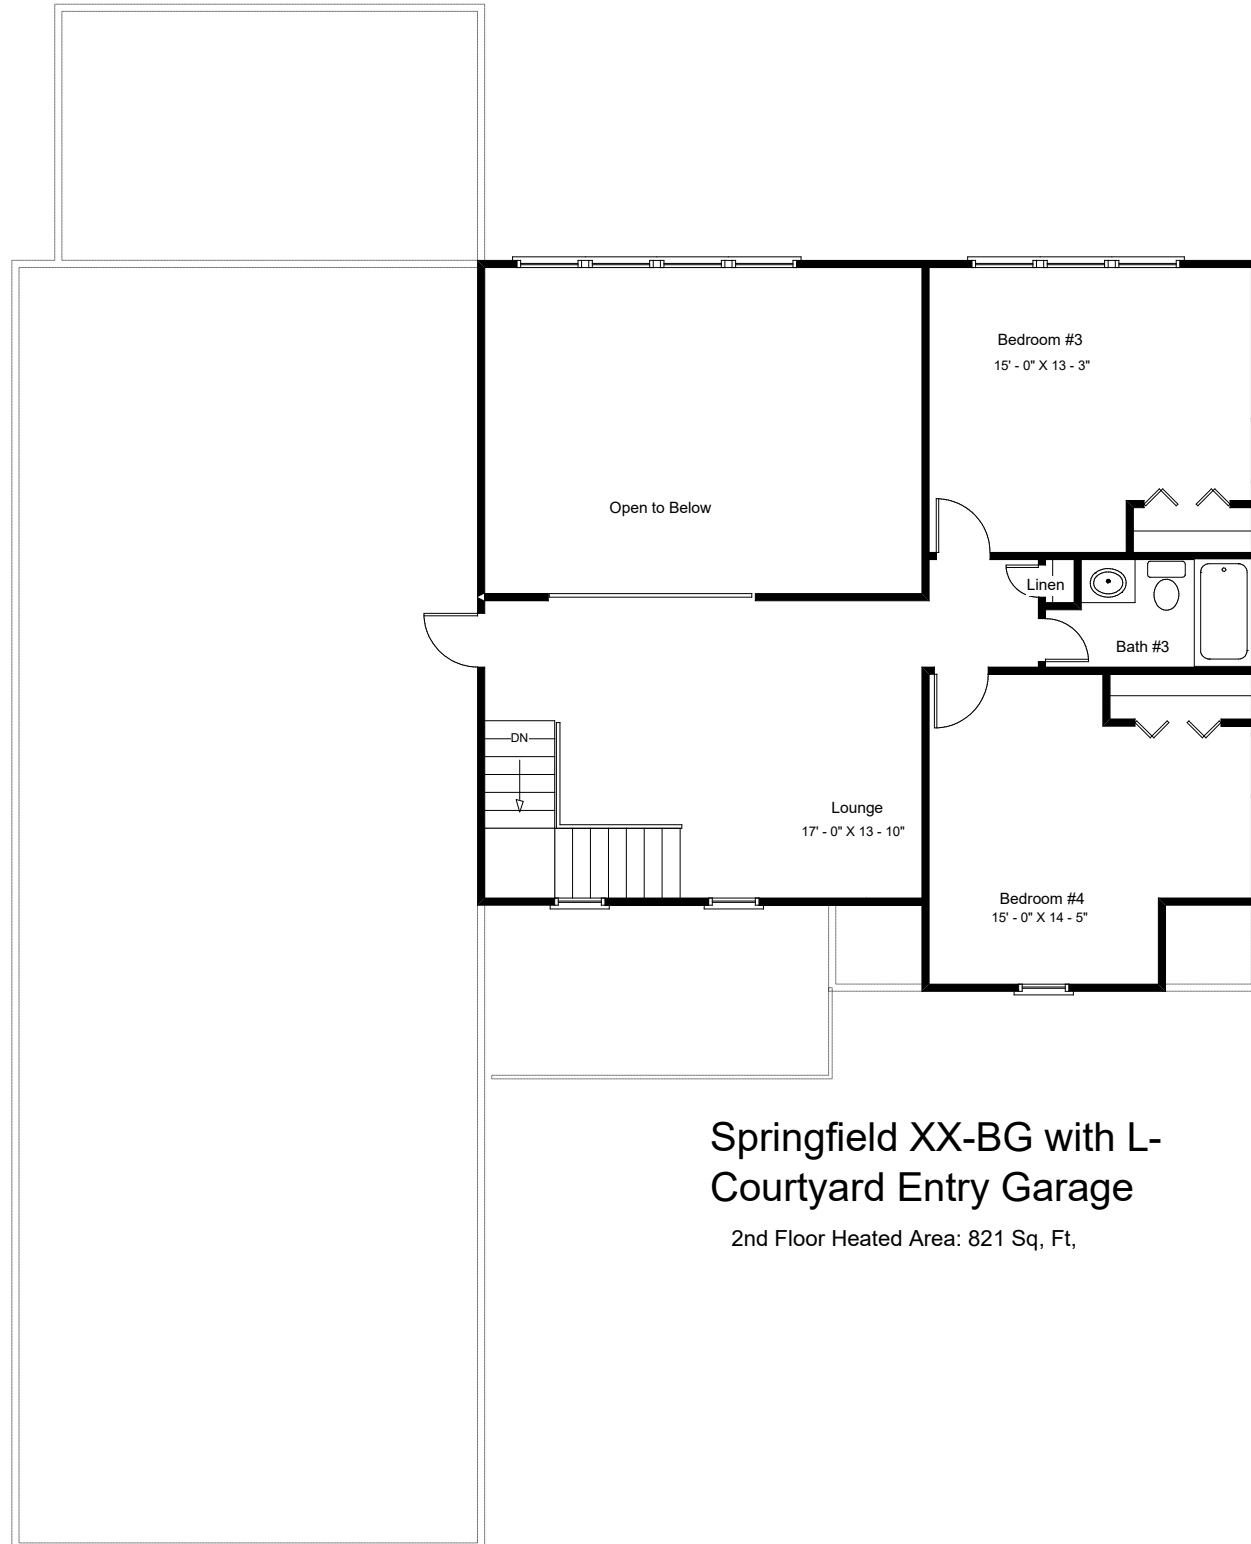 Bedroom #3
15' - 0" X 13 - 3"
Open to Below
Linen
Bath #3
DN
Lounge
17' - 0" X 13 - 10"
Bedroom #4
15' - 0" X 14 - 5"
Springfield XX-BG with L-
Courtyard Entry Garage
2nd Floor Heated Area: 821 Sq, Ft,